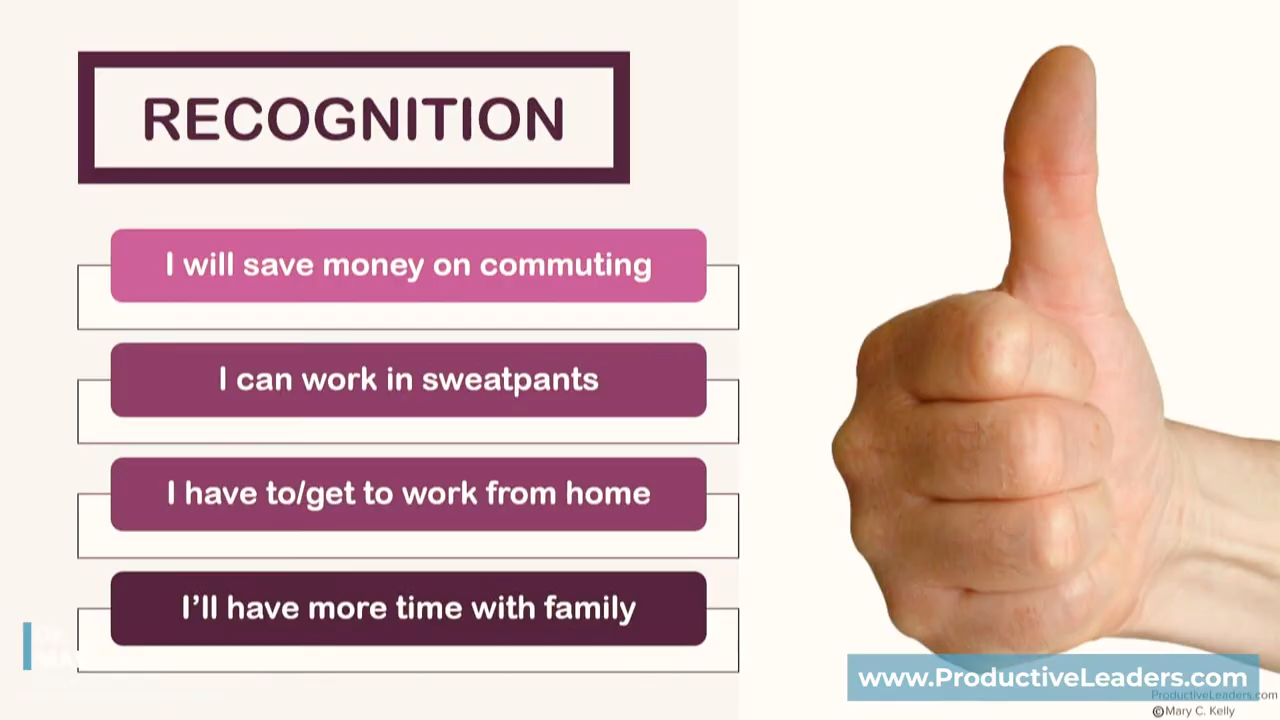 RECOGNITION
I will save money on commuting
I can work in sweatpants
I have to/get to work from home
I’ll have more time with family
www.ProductiveLeaders.com
ProductiveLeaders.com
©Mary C. Kelly